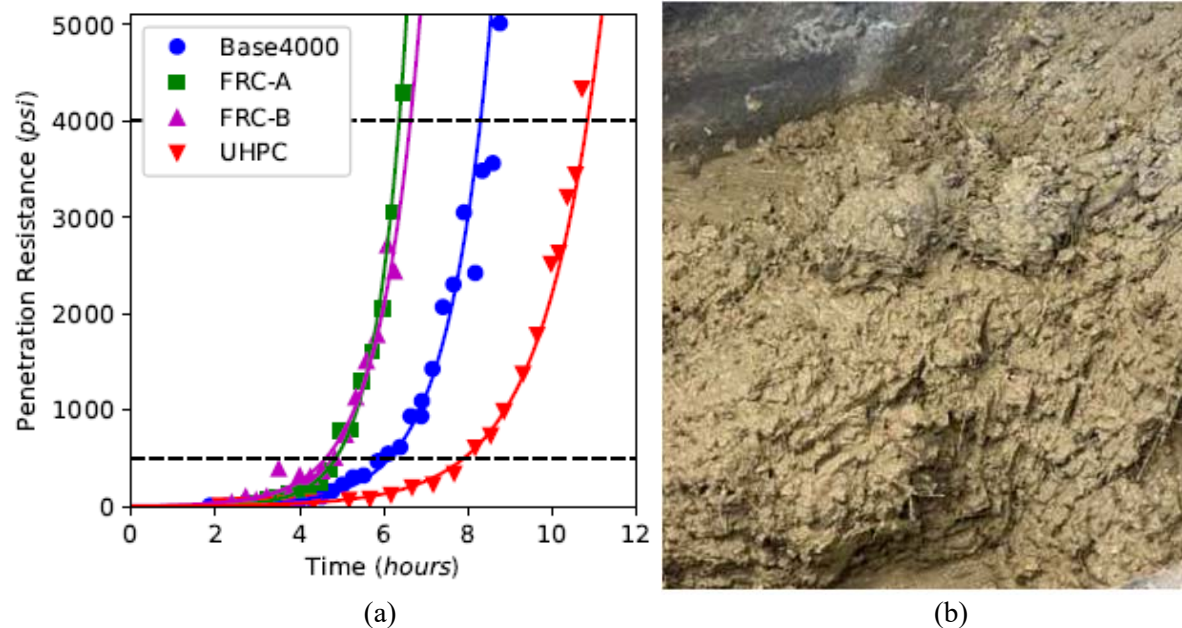 Penetration Resistance (psi)
5000
4000
3000
2000
1000
0
Base4000
FRC-A
FRC-B
UHPC
0 2 4 6 8 10 12
Time (hours)
(a) (b)